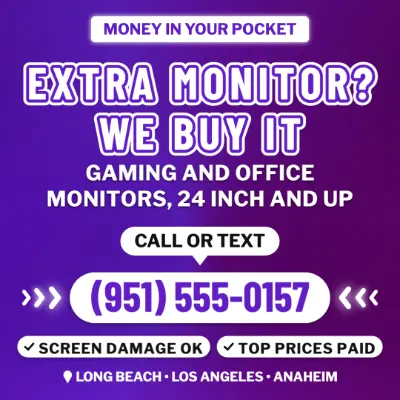 MONEY IN YOUR POCKET
EXTRA MONITOR?
WE BUY IT
GAMING AND OFFICE
MONITORS, 24 INCH AND UP
CALL OR TEXT
(951) 555-0157
SCREEN DAMAGE OK
TOP PRICES PAID
LONG BEACH • LOS ANGELES • ANAHEIM